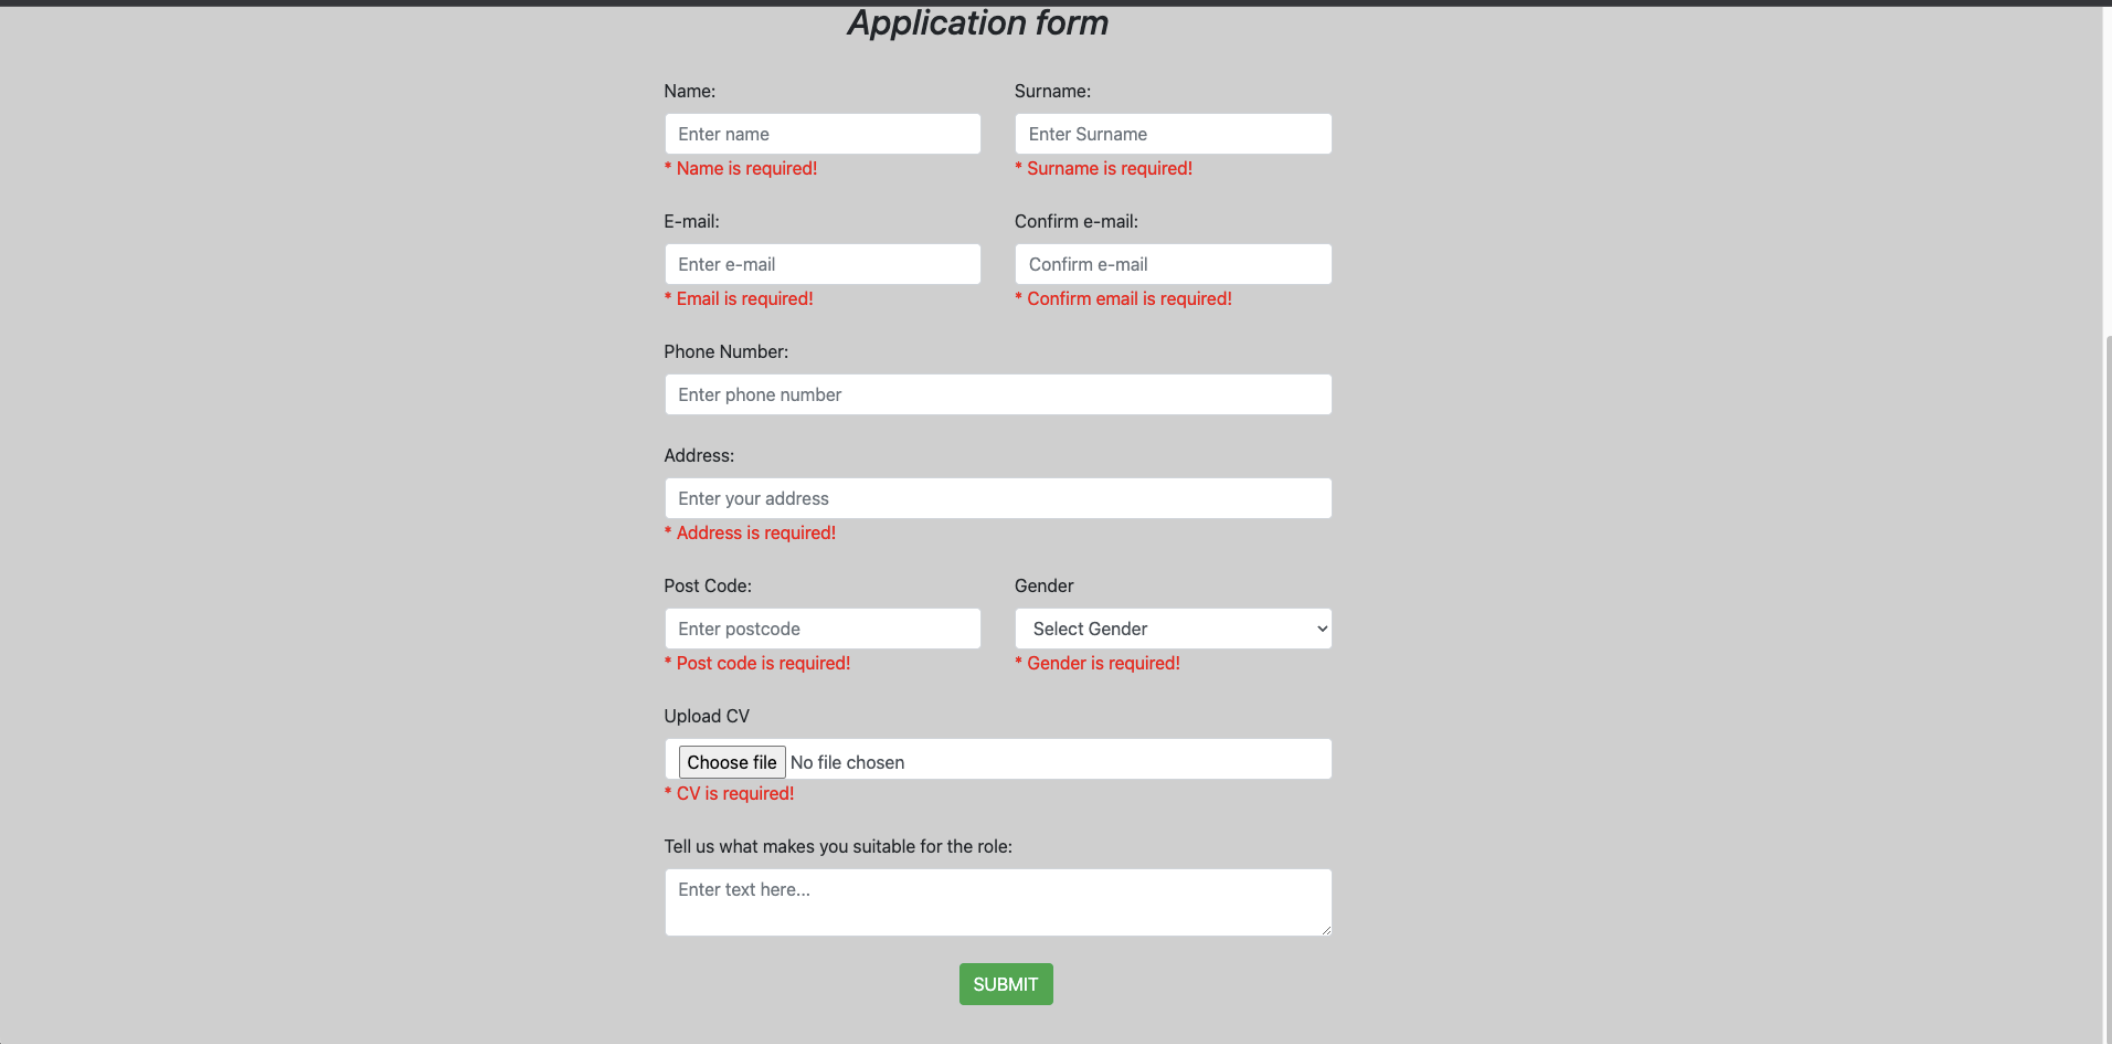 Application form
Name:
Surname:
Enter name
Enter Surname
* Name is required!
* Surname is required!
E-mail:
Confirm e-mail:
Enter e-mail
Confirm e-mail
* Email is required!
* Confirm email is required!
Phone Number:
Enter phone number
Address:
Enter your address
* Address is required!
Post Code:
Gender
Enter postcode
Select Gender
* Post code is required!
* Gender is required!
Upload CV
Choose file No file chosen
* CV is required!
Tell us what makes you suitable for the role:
Enter text here...
SUBMIT